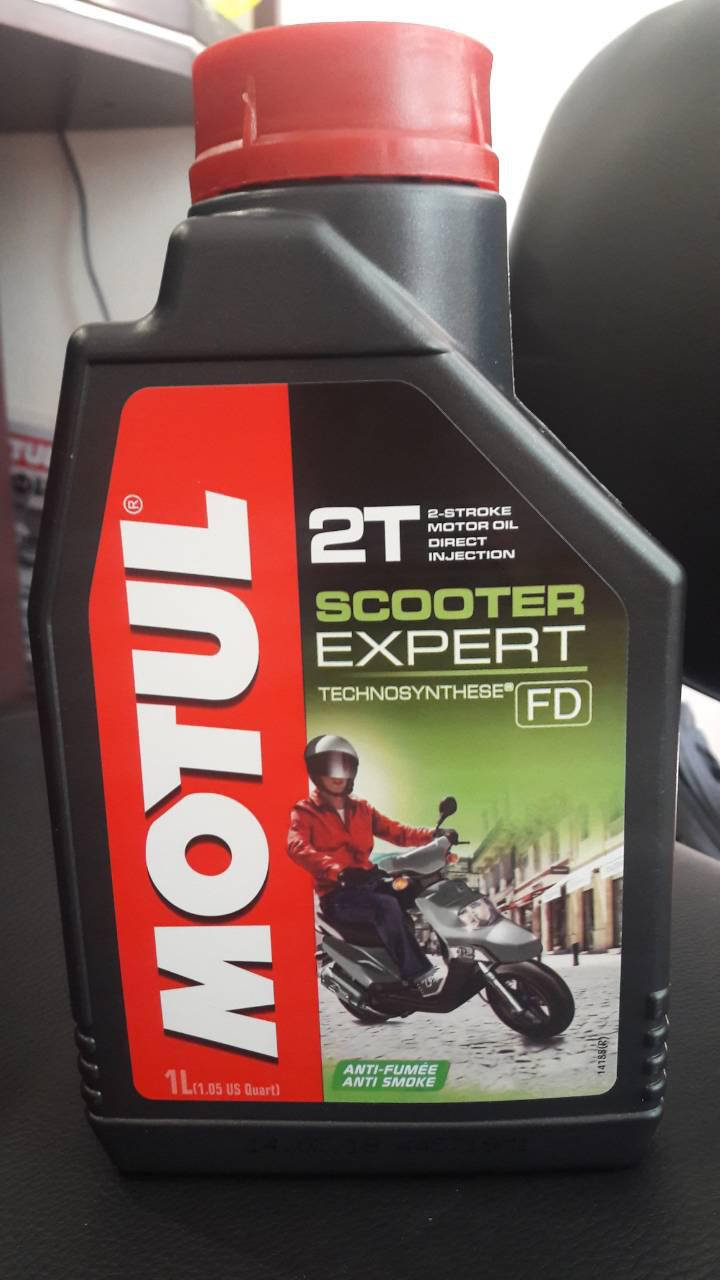 MOTUL®
2T
2-STROKE
MOTOR OIL
DIRECT
INJECTION
SCOOTER
EXPERT
TECHNOSYNTHESE® FD
ANTI-FUMÉE
ANTI SMOKE
1L(1.05 US Quart)
14188(R)